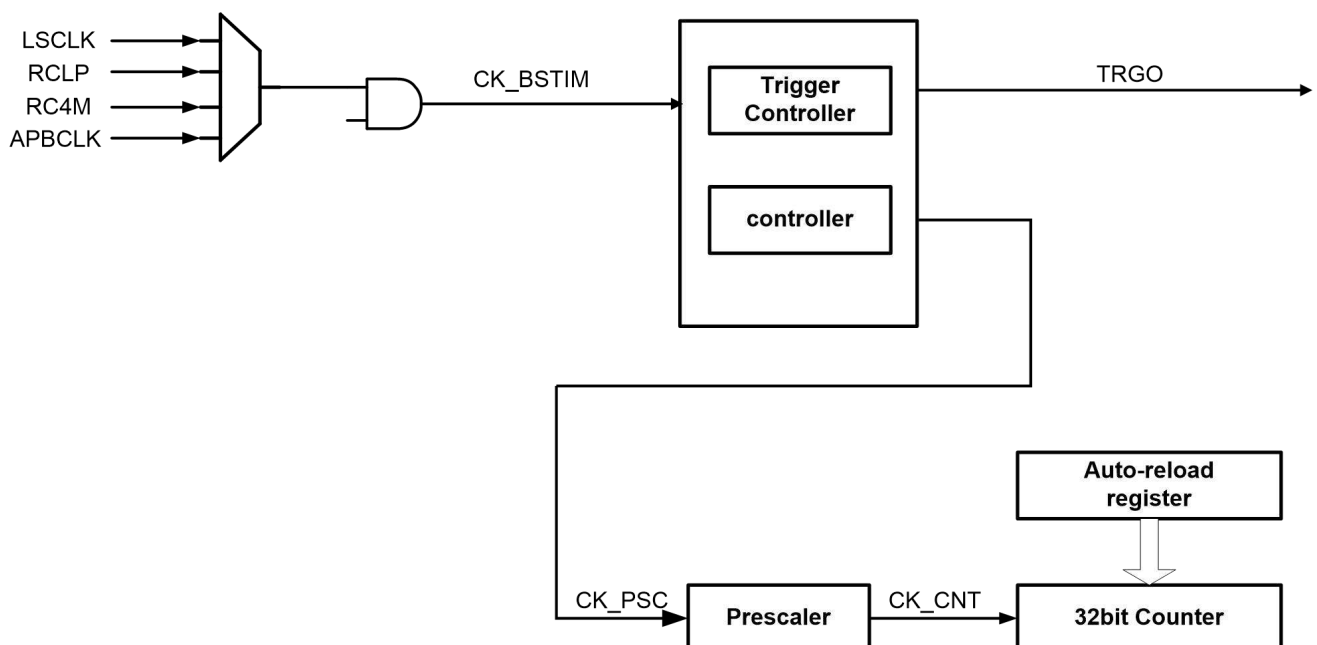 LSCLK
RCLP
RC4M
APBCLK
CK_BSTIM
Trigger
Controller
TRGO
controller
Auto-reload
register
CK_PSC
Prescaler
CK_CNT
32bit Counter